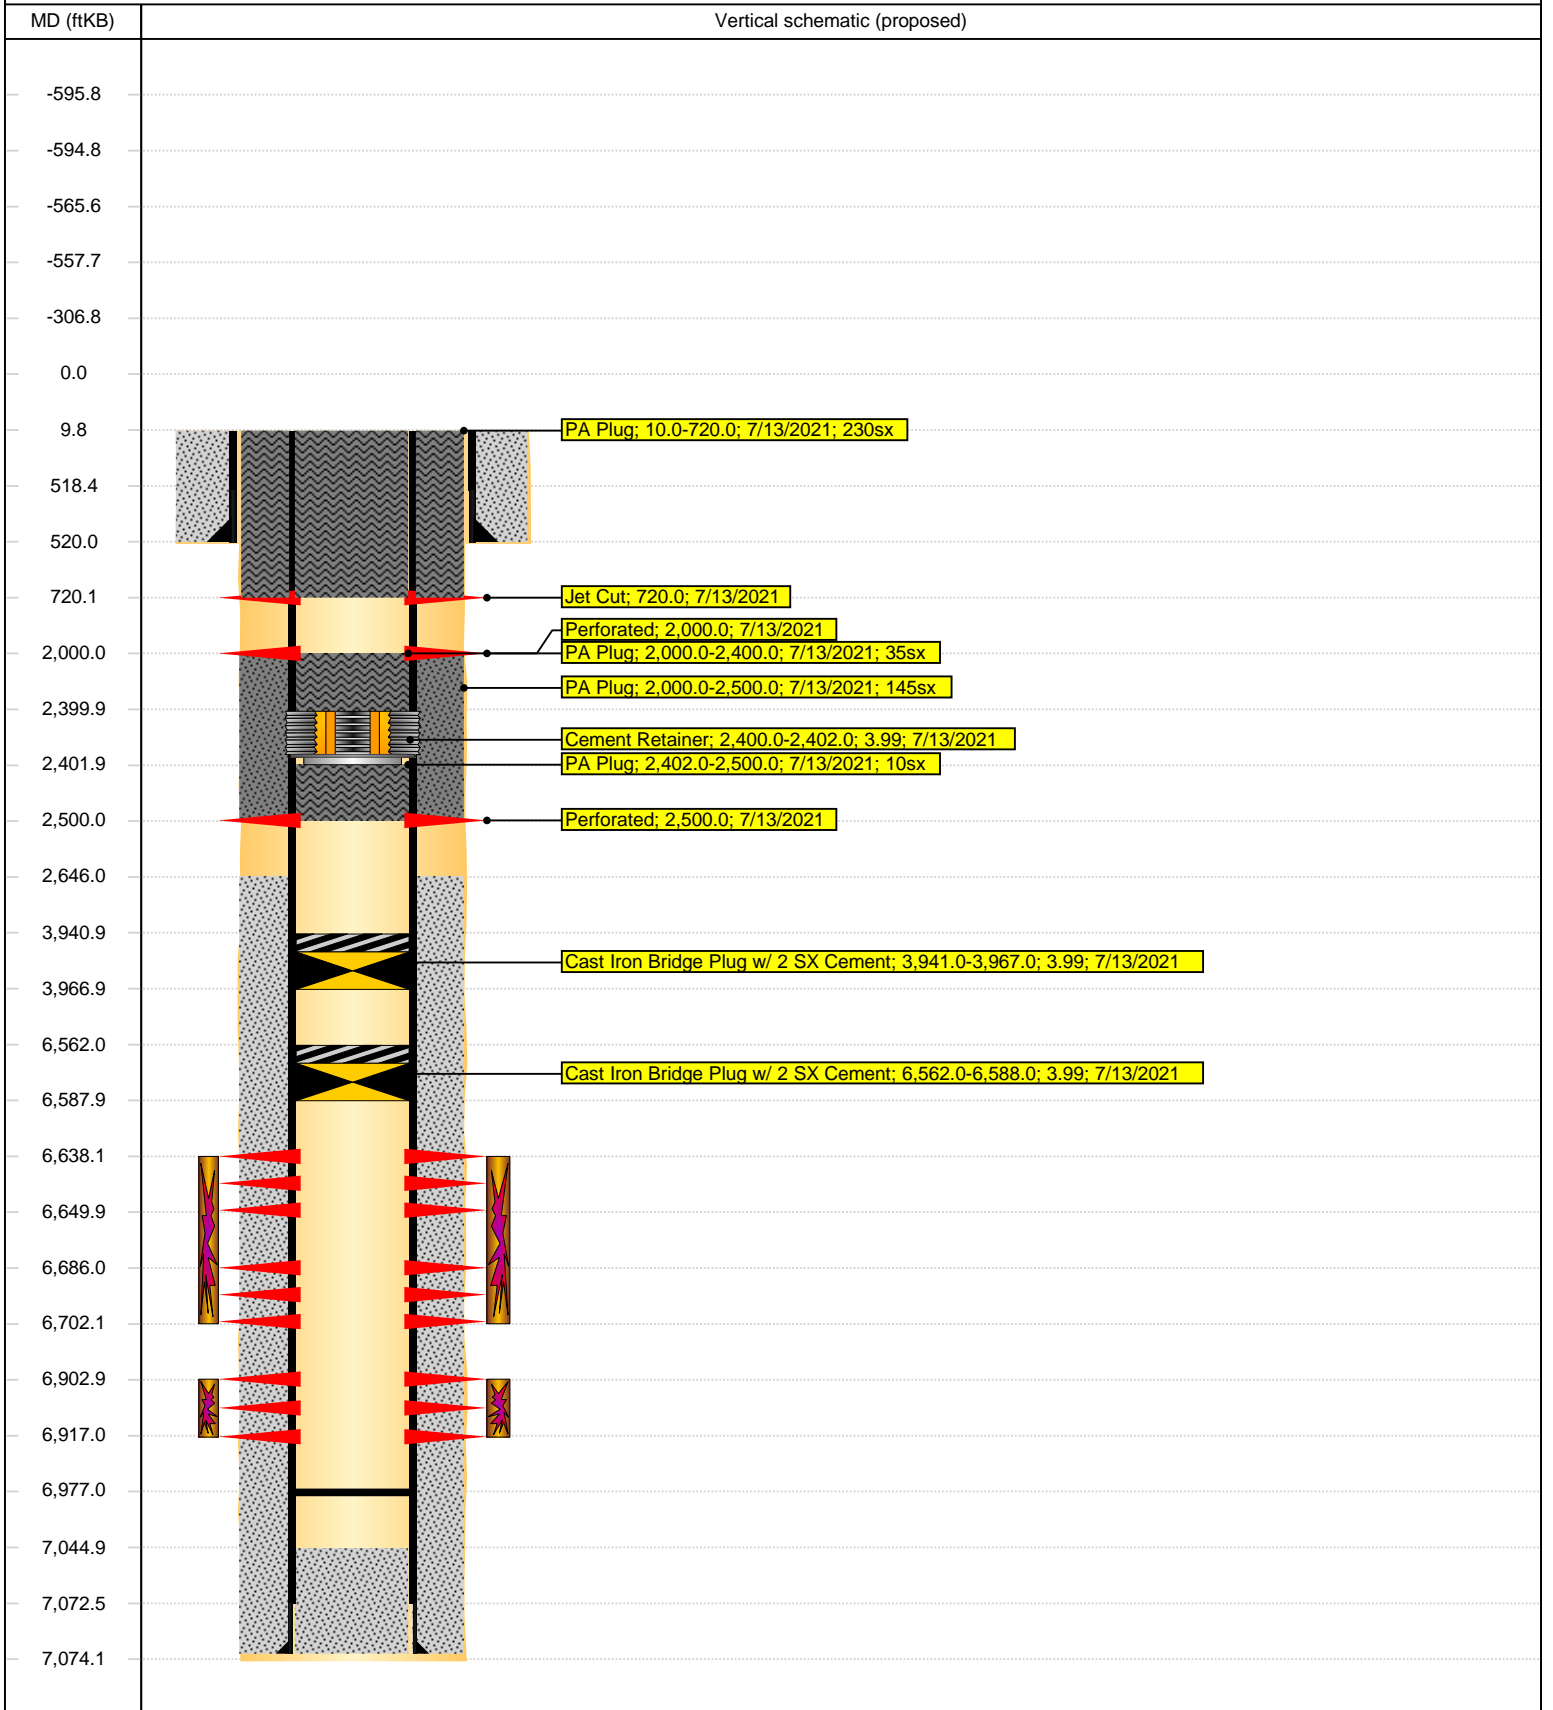 MD (ftKB)
Vertical schematic (proposed)
-595.8
-594.8
-565.6
-557.7
-306.8
0.0
9.8
PA Plug; 10.0-720.0; 7/13/2021; 230sx
518.4
520.0
720.1
Jet Cut; 720.0; 7/13/2021
Perforated; 2,000.0; 7/13/2021
2,000.0
PA Plug; 2,000.0-2,400.0; 7/13/2021; 35sx
PA Plug; 2,000.0-2,500.0; 7/13/2021; 145sx
2,399.9
Cement Retainer; 2,400.0-2,402.0; 3.99; 7/13/2021
2,401.9
PA Plug; 2,402.0-2,500.0; 7/13/2021; 10sx
2,500.0
Perforated; 2,500.0; 7/13/2021
2,646.0
3,940.9
Cast Iron Bridge Plug w/ 2 SX Cement; 3,941.0-3,967.0; 3.99; 7/13/2021
3,966.9
6,562.0
Cast Iron Bridge Plug w/ 2 SX Cement; 6,562.0-6,588.0; 3.99; 7/13/2021
6,587.9
6,638.1
6,649.9
6,686.0
6,702.1
6,902.9
6,917.0
6,977.0
7,044.9
7,072.5
7,074.1